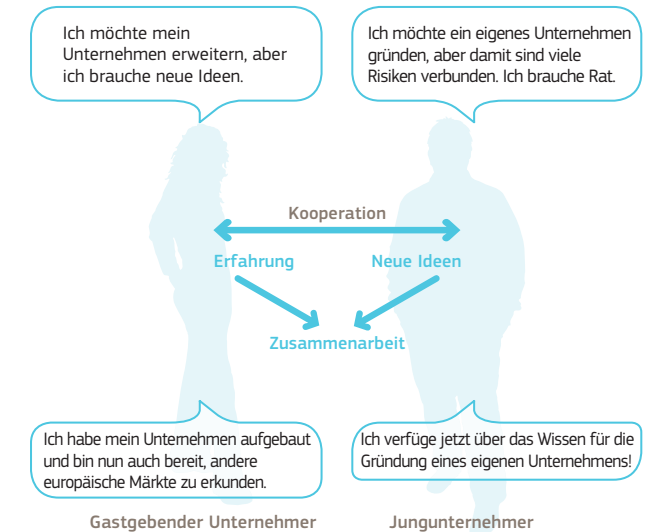 Ich möchte mein
Unternehmen erweitern, aber
ich brauche neue Ideen.
Ich möchte ein eigenes Unternehmen
gründen, aber damit sind viele
Risiken verbunden. Ich brauche Rat.
Kooperation
Erfahrung
Neue Ideen
Zusammenarbeit
Ich habe mein Unternehmen aufgebaut
und bin nun auch bereit, andere
europäische Märkte zu erkunden.
Ich verfüge jetzt über das Wissen für die
Gründung eines eigenen Unternehmens!
Gastgebender Unternehmer
Jungunternehmer